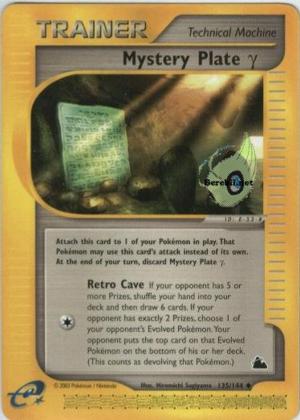 TRAINER
Technical Machine
Mystery Plate γ
Serebii.net
Attach this card to 1 of your Pokémon in play. That
Pokémon may use this card's attack instead of its own.
At the end of your turn, discard Mystery Plate γ.
Retro Cave If your opponent has 5
or more Prizes, shuffle your hand into your
deck and then draw 6 cards. If your
opponent has exactly 2 Prizes, choose 1 of
your opponent's Evolved Pokémon. Your
opponent puts the top card on that Evolved
Pokémon on the bottom of his or her deck.
(This counts as devolving that Pokémon.)
e
©2003 Pokémon / Nintendo
Illus. Hiromichi Sugiyama
135/144